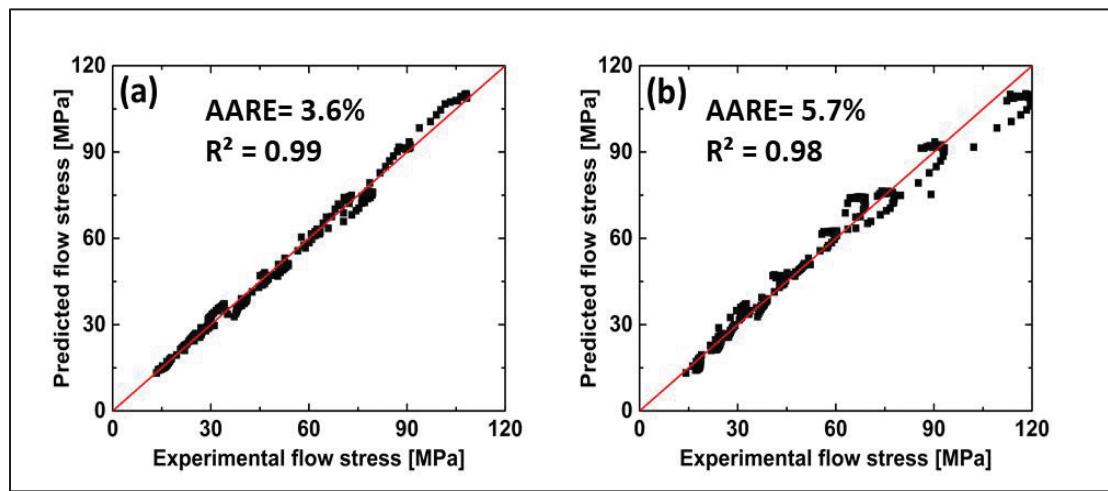 (a)
AARE= 3.6%
R² = 0.99
120
90
60
30
0
0 30 60 90 120
Predicted flow stress [MPa]
Experimental flow stress [MPa]
(b)
AARE= 5.7%
R² = 0.98
120
90
60
30
0
0 30 60 90 120
Predicted flow stress [MPa]
Experimental flow stress [MPa]